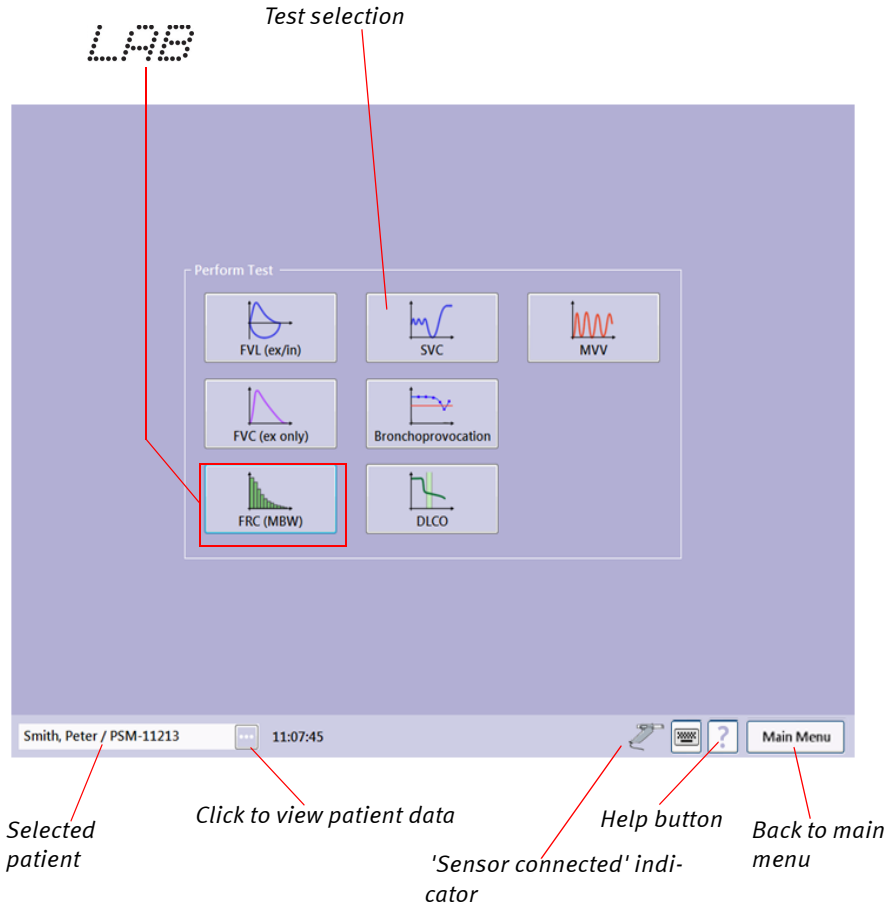 Test selection
LAB
Perform Test
FVL (ex/in)
SVC
MVV
FVC (ex only)
Bronchoprovocation
FRC (MBW)
DLCO
Smith, Peter / PSM-11213
...
11:07:45
?
Main Menu
Selected
patient
Click to view patient data
'Sensor connected' indi-
cator
Help button
Back to main
menu